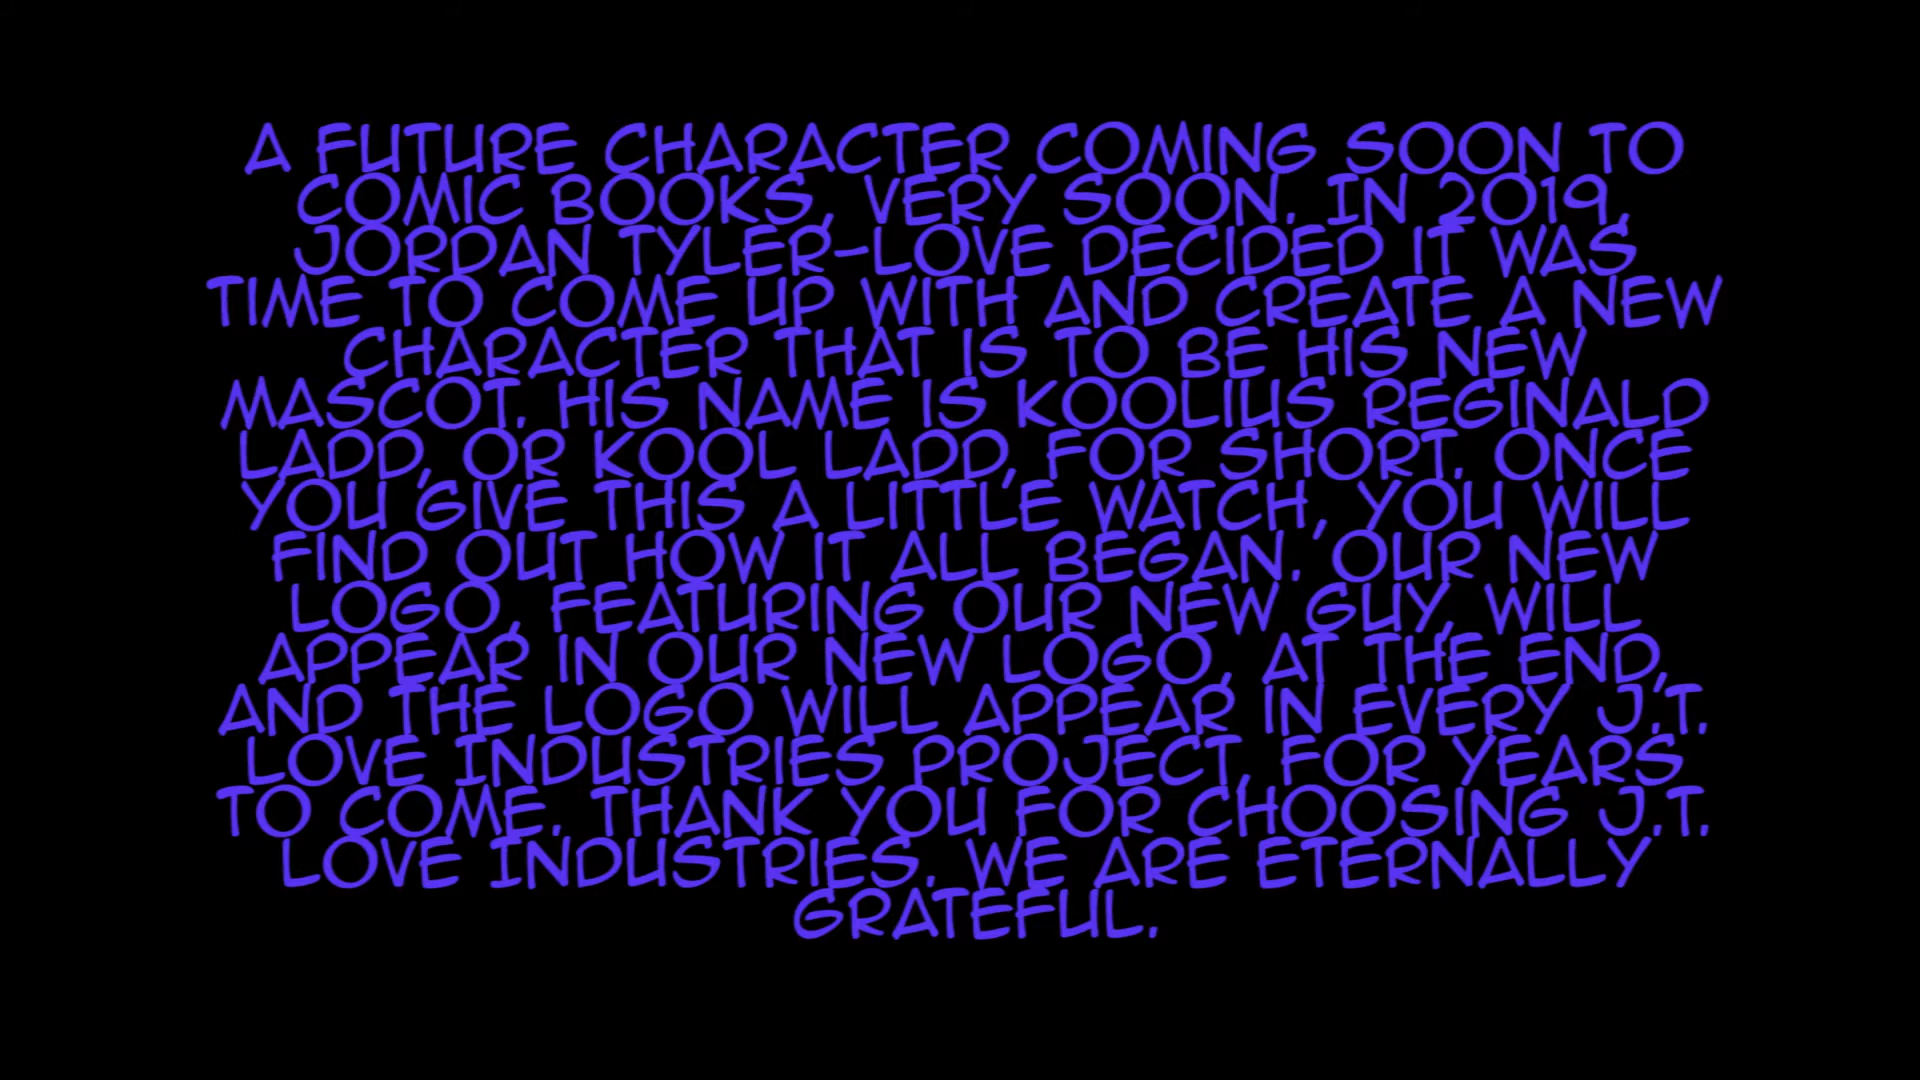 A FUTURE CHARACTER COMING SOON TO
COMIC BOOKS, VERY SOON. IN 2019,
JORDAN TYLER-LOVE DECIDED IT WAS
TIME TO COME UP WITH AND CREATE A NEW
CHARACTER THAT IS TO BE HIS NEW
MASCOT. HIS NAME IS KOOLIUS REGINALD
LADD, OR KOOL LADD, FOR SHORT. ONCE
YOU GIVE THIS A LITTLE WATCH, YOU WILL
FIND OUT HOW IT ALL BEGAN. OUR NEW
LOGO, FEATURING OUR NEW GUY, WILL
APPEAR IN OUR NEW LOGO, AT THE END,
AND THE LOGO WILL APPEAR IN EVERY J.T.
LOVE INDUSTRIES PROJECT, FOR YEARS
TO COME. THANK YOU FOR CHOOSING J.T.
LOVE INDUSTRIES. WE ARE ETERNALLY
GRATEFUL.